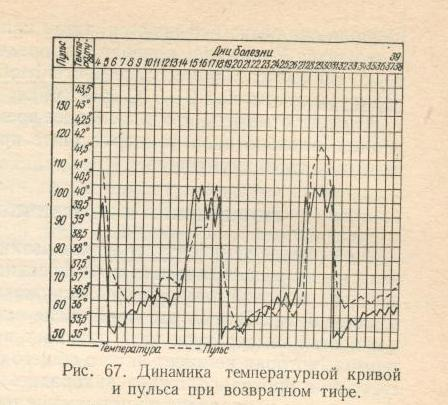 Пульс
Темпе-
рату-
ра
Дни болезни
4 5 6 7 8 9 10 11 12 13 14 15 16 17 18 19 20 21 22 23 24 25 26 27 28 29 30 31 32 33 34 35 36 37 38
39
43,5°
130 43°
4,25
120 42°
41,5°
110 41°
40,5°
100 40°
39,5°
90 39°
38,5°
80 38°
37,5°
70 37°
36,5°
60 36°
35,5°
50 35°
Температура Пульс
Рис. 67. Динамика температурной кривой
и пульса при возвратном тифе.